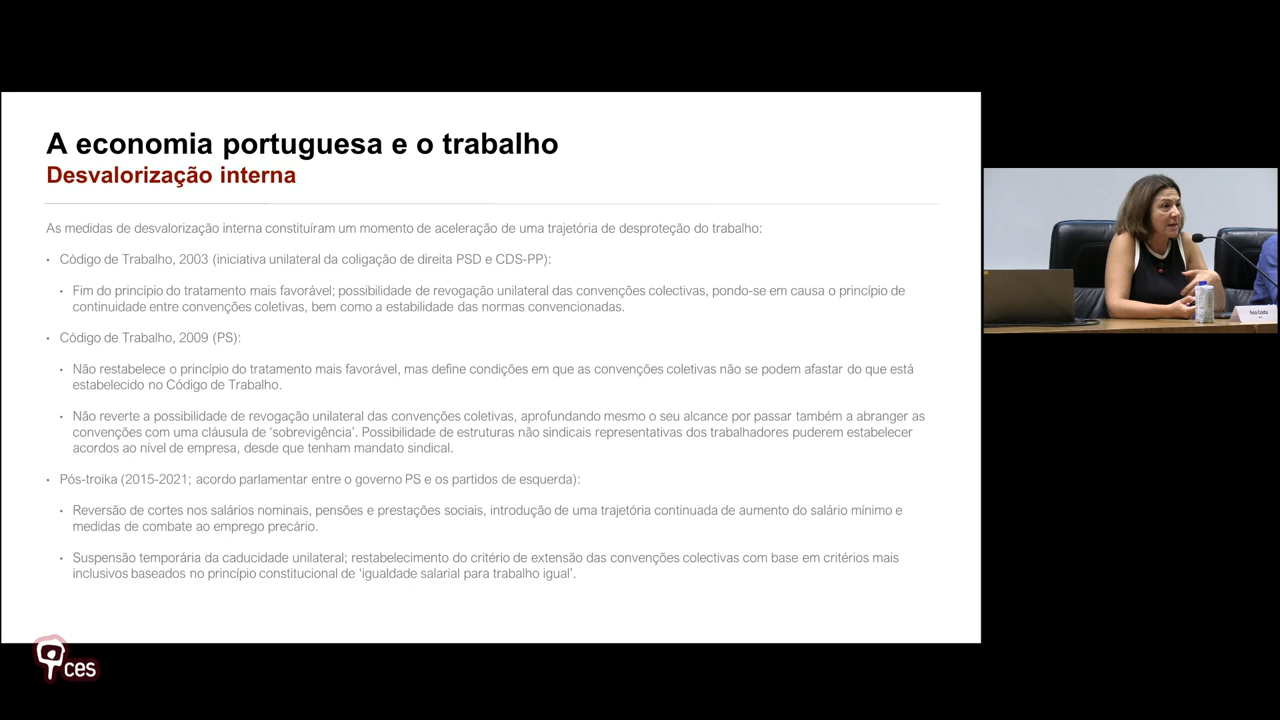 A economia portuguesa e o trabalho
Desvalorização interna
As medidas de desvalorização interna constituíram um momento de aceleração de uma trajetória de desproteção do trabalho:
• Código de Trabalho, 2003 (iniciativa unilateral da coligação de direita PSD e CDS-PP):
• Fim do princípio do tratamento mais favorável; possibilidade de revogação unilateral das convenções colectivas, pondo-se em causa o princípio de
continuidade entre convenções coletivas, bem como a estabilidade das normas convencionadas.
• Código de Trabalho, 2009 (PS):
• Não restabelece o princípio do tratamento mais favorável, mas define condições em que as convenções coletivas não se podem afastar do que está
estabelecido no Código de Trabalho.
• Não reverte a possibilidade de revogação unilateral das convenções coletivas, aprofundando mesmo o seu alcance por passar também a abranger as
convenções com uma cláusula de ‘sobrevigência’. Possibilidade de estruturas não sindicais representativas dos trabalhadores puderem estabelecer
acordos ao nível de empresa, desde que tenham mandato sindical.
• Pós-troika (2015-2021; acordo parlamentar entre o governo PS e os partidos de esquerda):
• Reversão de cortes nos salários nominais, pensões e prestações sociais, introdução de uma trajetória continuada de aumento do salário mínimo e
medidas de combate ao emprego precário.
• Suspensão temporária da caducidade unilateral; restabelecimento do critério de extensão das convenções colectivas com base em critérios mais
inclusivos baseados no princípio constitucional de ‘igualdade salarial para trabalho igual’.
Ana Costa
ces